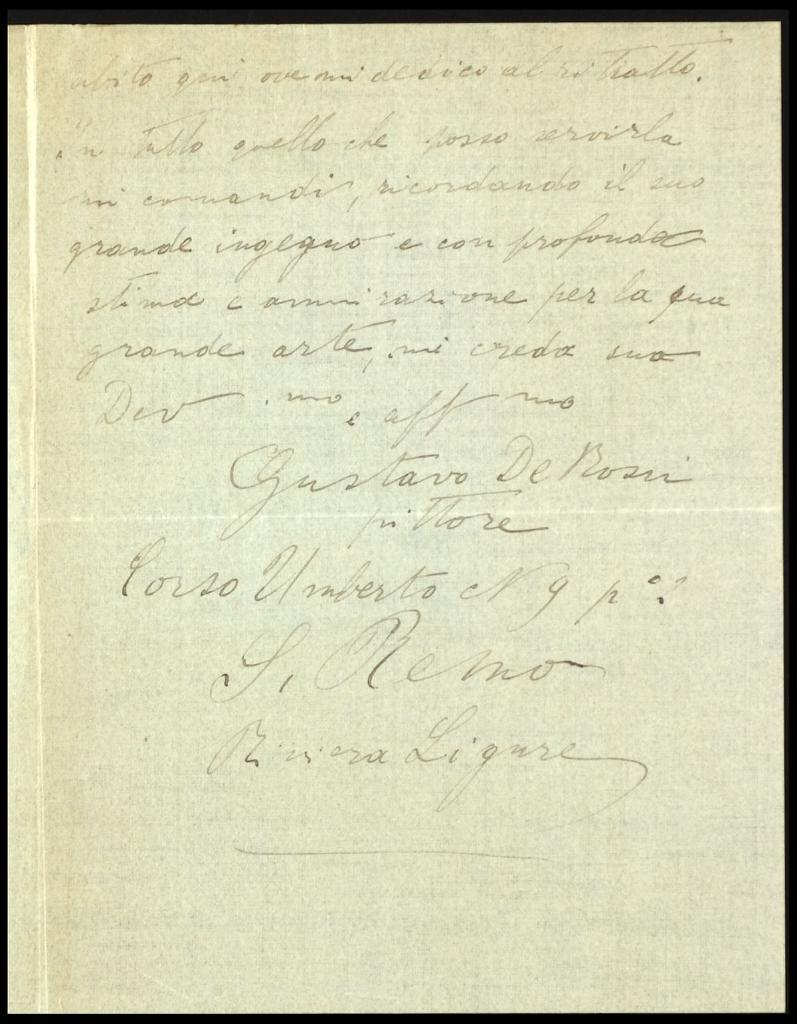 abito qui ove mi dedico al ritratto.
In tutto quello che posso servirla
mi comandi, ricordando il suo
grande ingegno e con profonda
stima e ammirazione per la sua
grande arte, mi creda suo
Dev mo e aff mo
Gustavo De Rossi
pittore
Corso Umberto N 9 p°
S. Remo
Riviera Ligure